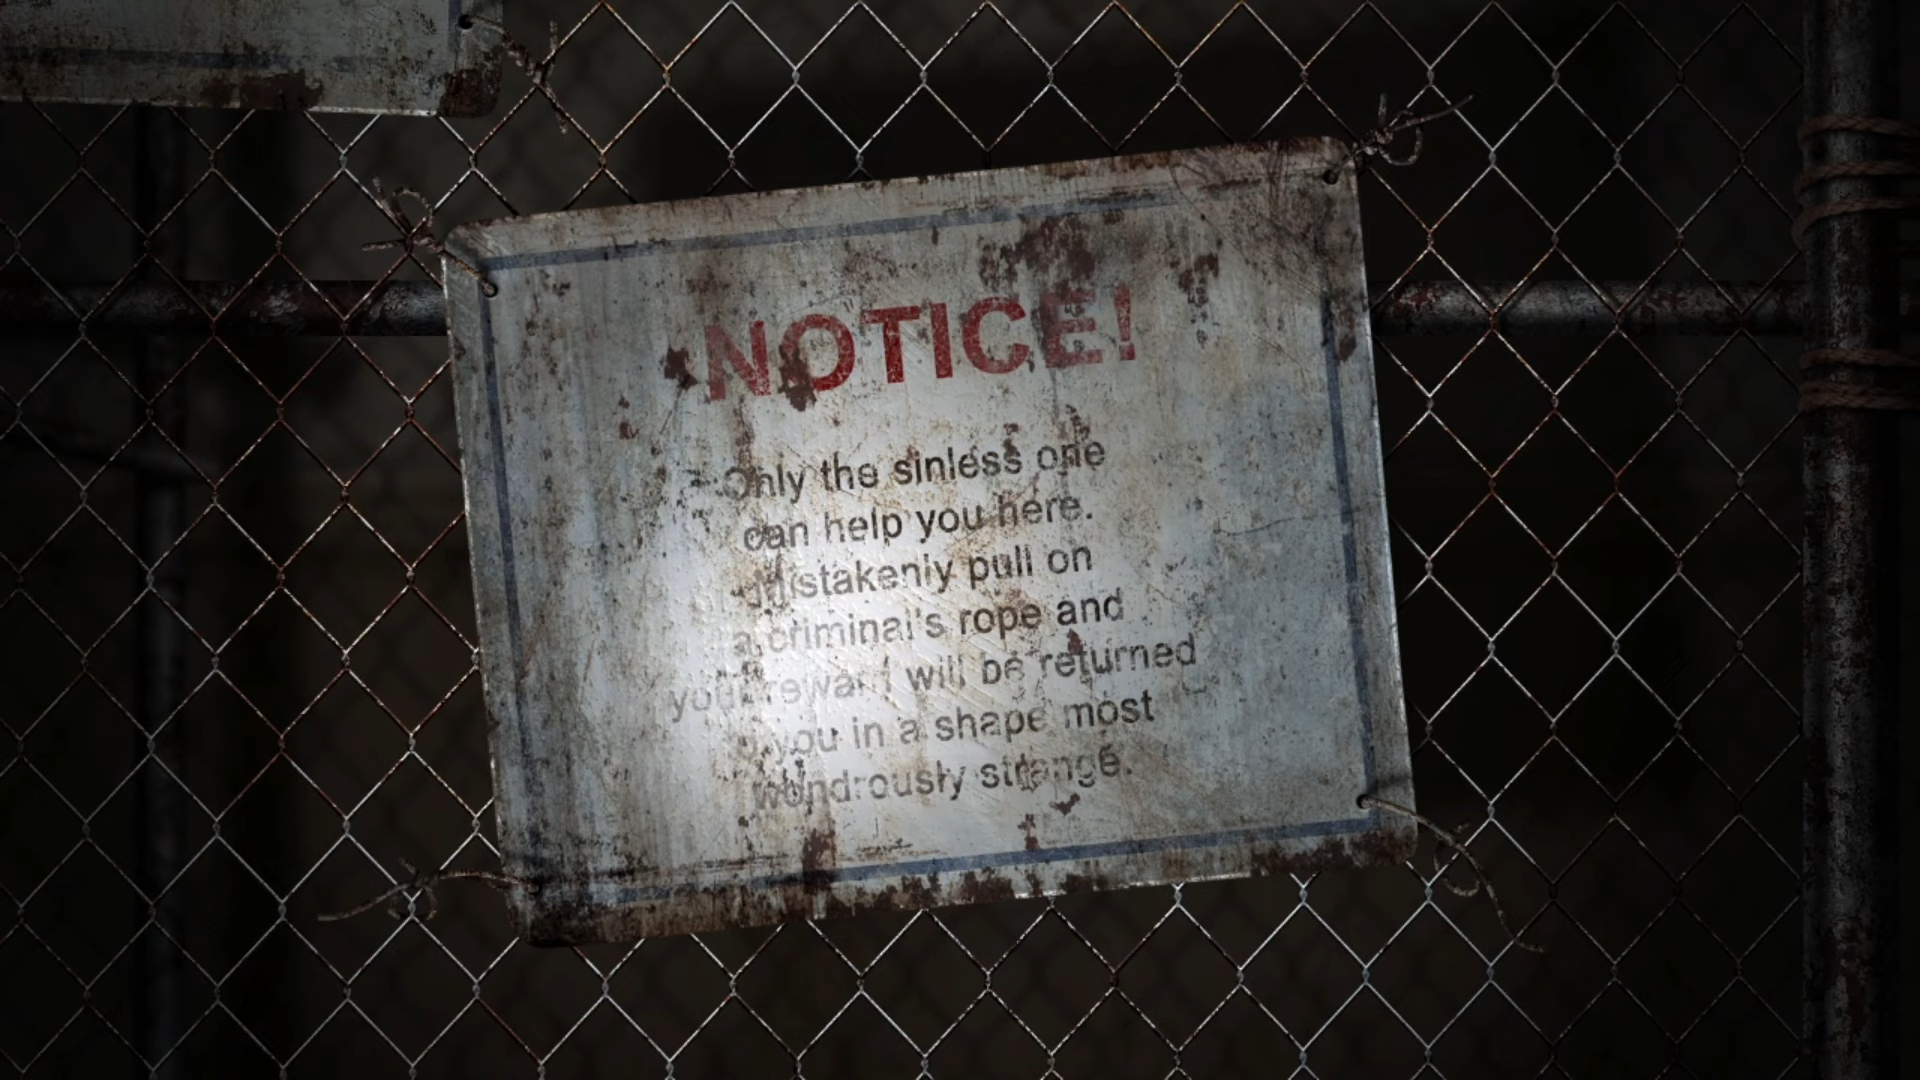 NOTICE!
Only the sinless one
can help you here.
Mistakenly pull on
a criminal's rope and
your reward will be returned
you in a shape most
wondrously strange.